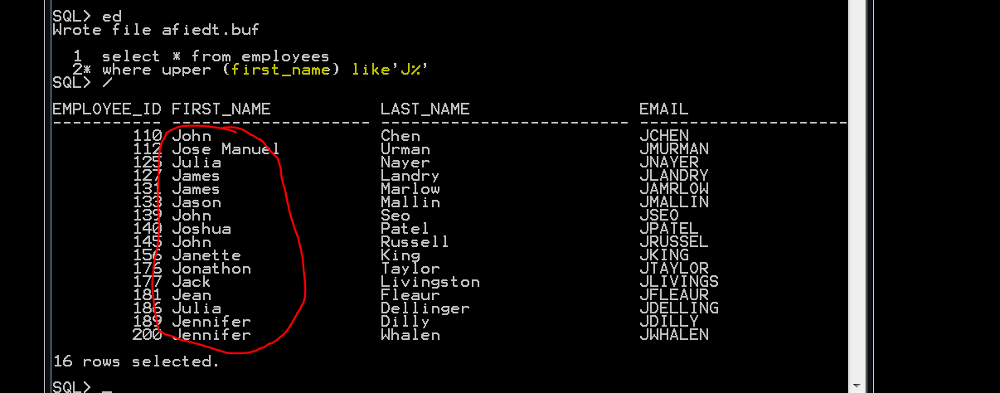 SQL> ed
Wrote file afiedt.buf
1 select * from employees
2* where upper (first_name) like'J%'
SQL> /
EMPLOYEE_ID FIRST_NAME LAST_NAME EMAIL
----------- -------------------- ------------------------- ---------------------
110 John Chen JCHEN
112 Jose Manuel Urman JMURMAN
125 Julia Nayer JNAYER
127 James Landry JLANDRY
131 James Marlow JAMRLOW
133 Jason Mallin JMALLIN
139 John Seo JSEO
140 Joshua Patel JPATEL
145 John Russell JRUSSEL
156 Janette King JKING
176 Jonathon Taylor JTAYLOR
177 Jack Livingston JLIVINGS
181 Jean Fleaur JFLEAUR
186 Julia Dellinger JDELLING
189 Jennifer Dilly JDILLY
200 Jennifer Whalen JWHALEN
16 rows selected.
SQL> _